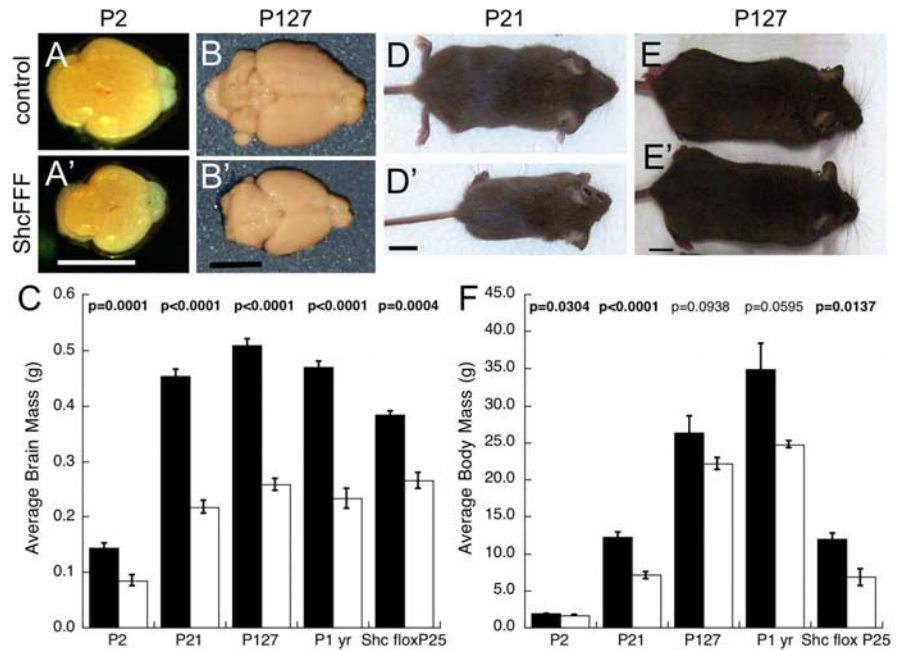 P2 P127 P21 P127
control
A B D E
ShcFFF
A' B' D' E'
C
Average Brain Mass (g)
0.6
0.5
0.4
0.3
0.2
0.1
0.0
p=0.0001 p<0.0001 p<0.0001 p<0.0001 p=0.0004
P2 P21 P127 P1 yr Shc floxP25
F
Average Body Mass (g)
45.0
40.0
35.0
30.0
25.0
20.0
15.0
10.0
5.0
0.0
p=0.0304 p<0.0001 p=0.0938 p=0.0595 p=0.0137
P2 P21 P127 P1 yr Shc flox P25